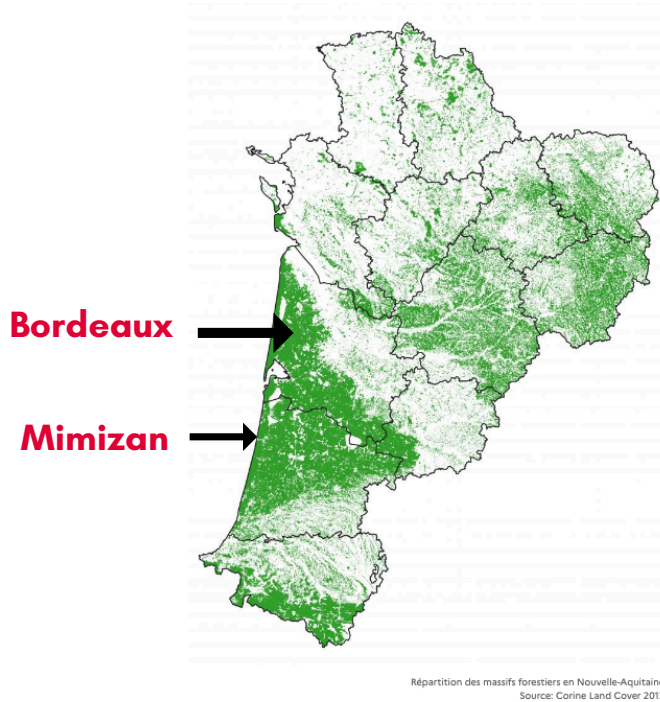 Bordeaux
Mimizan
Répartition des massifs forestiers en Nouvelle-Aquitaine
Source: Corine Land Cover